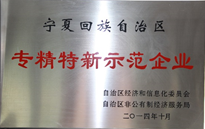 宁夏回族自治区
专精特新示范企业
自治区经济和信息化委员会
自治区非公有制经济服务局
二〇一四年十月